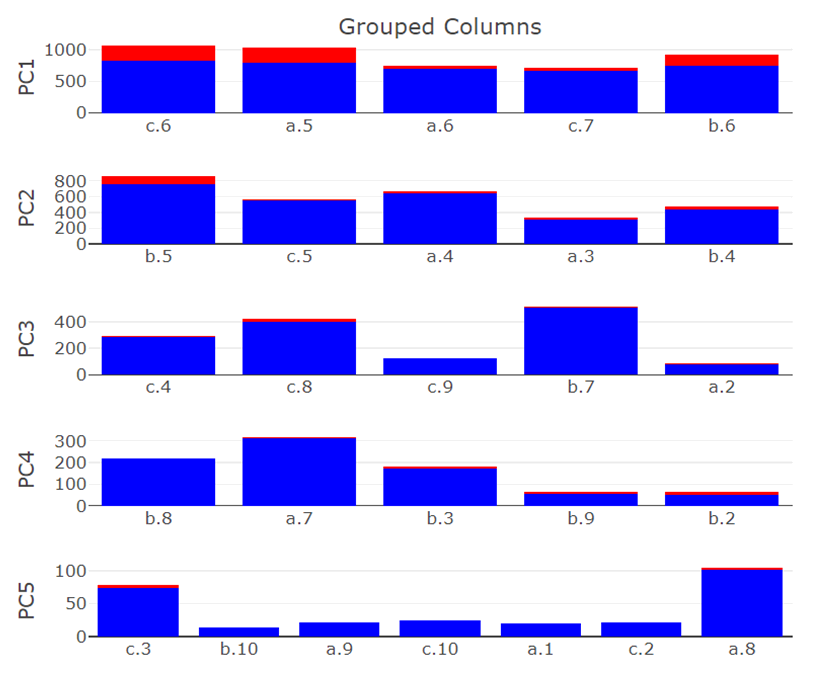 Grouped Columns
PC1
1000
500
0
c.6 a.5 a.6 c.7 b.6
PC2
800
600
400
200
0
b.5 c.5 a.4 a.3 b.4
PC3
400
200
0
c.4 c.8 c.9 b.7 a.2
PC4
300
200
100
0
b.8 a.7 b.3 b.9 b.2
PC5
100
50
0
c.3 b.10 a.9 c.10 a.1 c.2 a.8